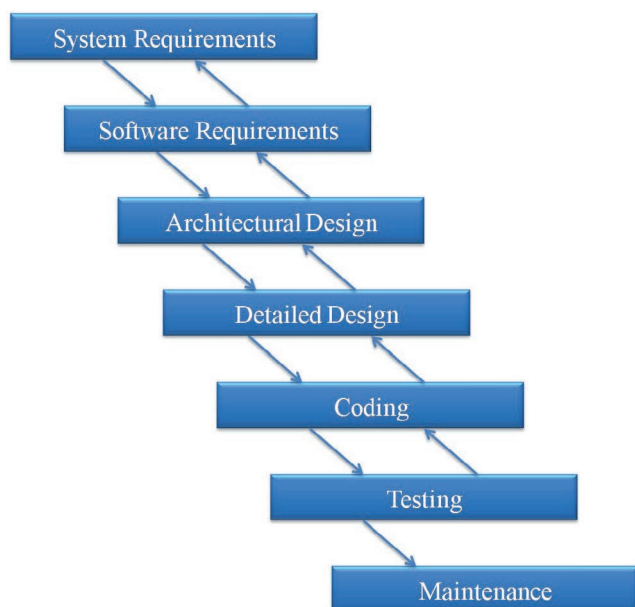 System Requirements
Software Requirements
Architectural Design
Detailed Design
Coding
Testing
Maintenance